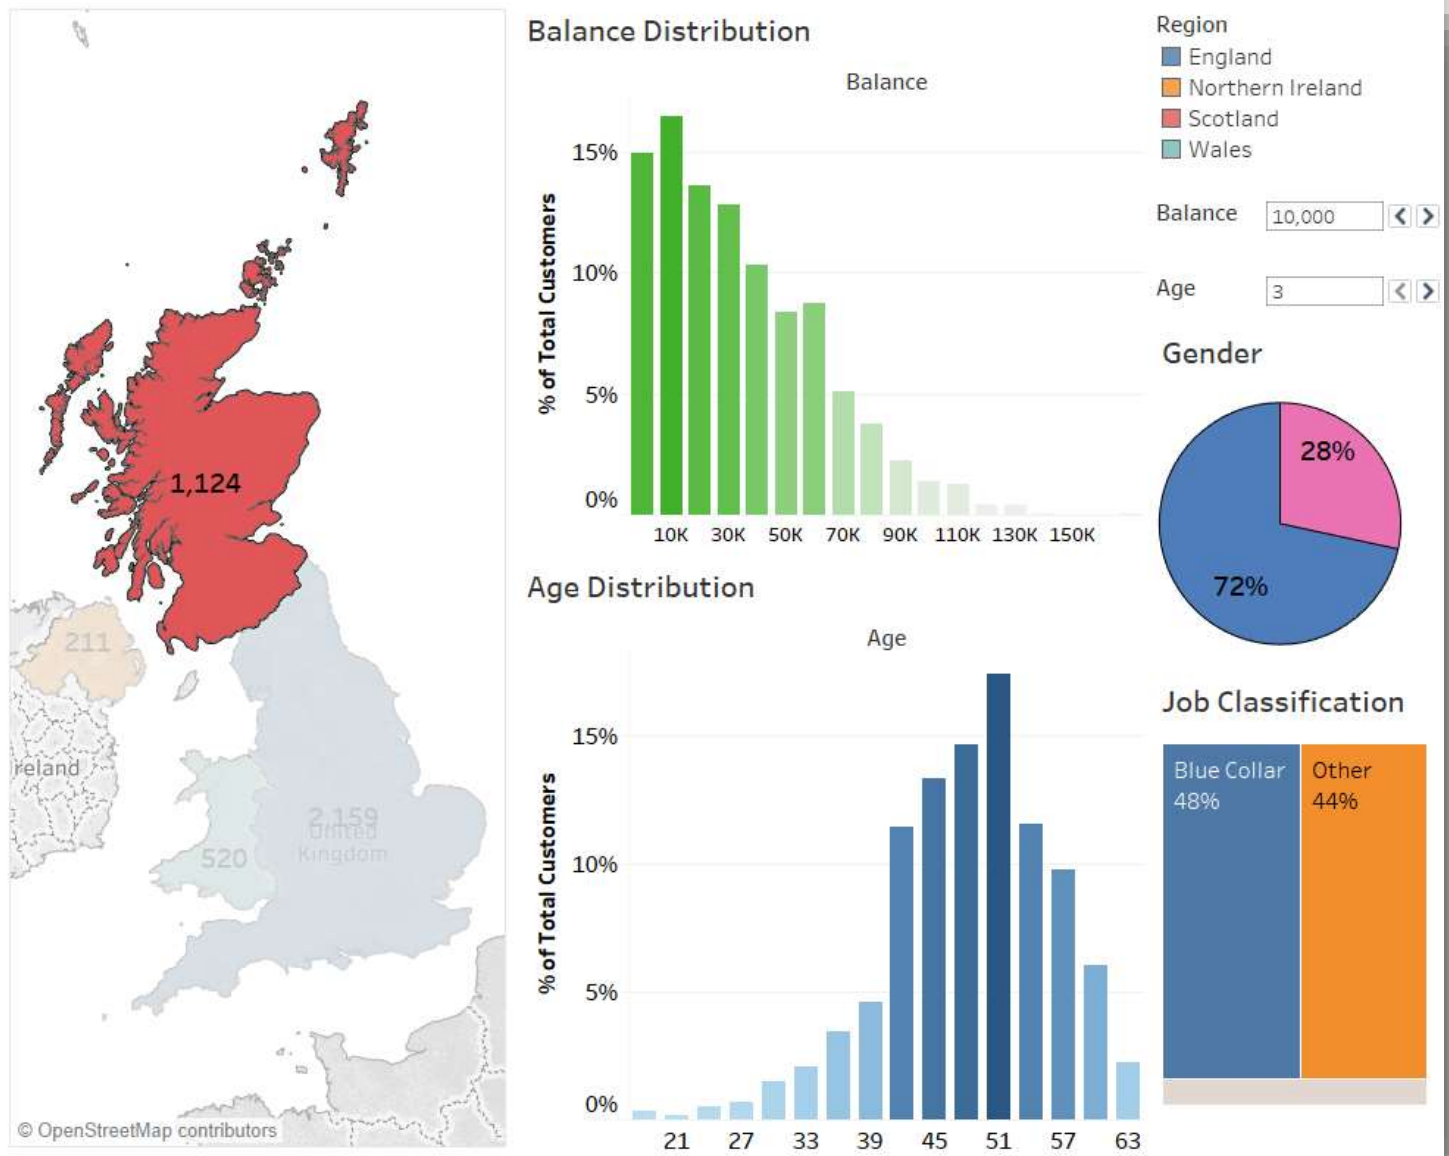 1,124
211
reland
2,159
United
Kingdom
520
© OpenStreetMap contributors
Balance Distribution
Balance
% of Total Customers
15%
10%
5%
0%
10K 30K 50K 70K 90K 110K 130K 150K
Age Distribution
Age
% of Total Customers
15%
10%
5%
0%
21 27 33 39 45 51 57 63
Region
England
Northern Ireland
Scotland
Wales
Balance 10,000
Age 3
Gender
28%
72%
Job Classification
Blue Collar
48%
Other
44%